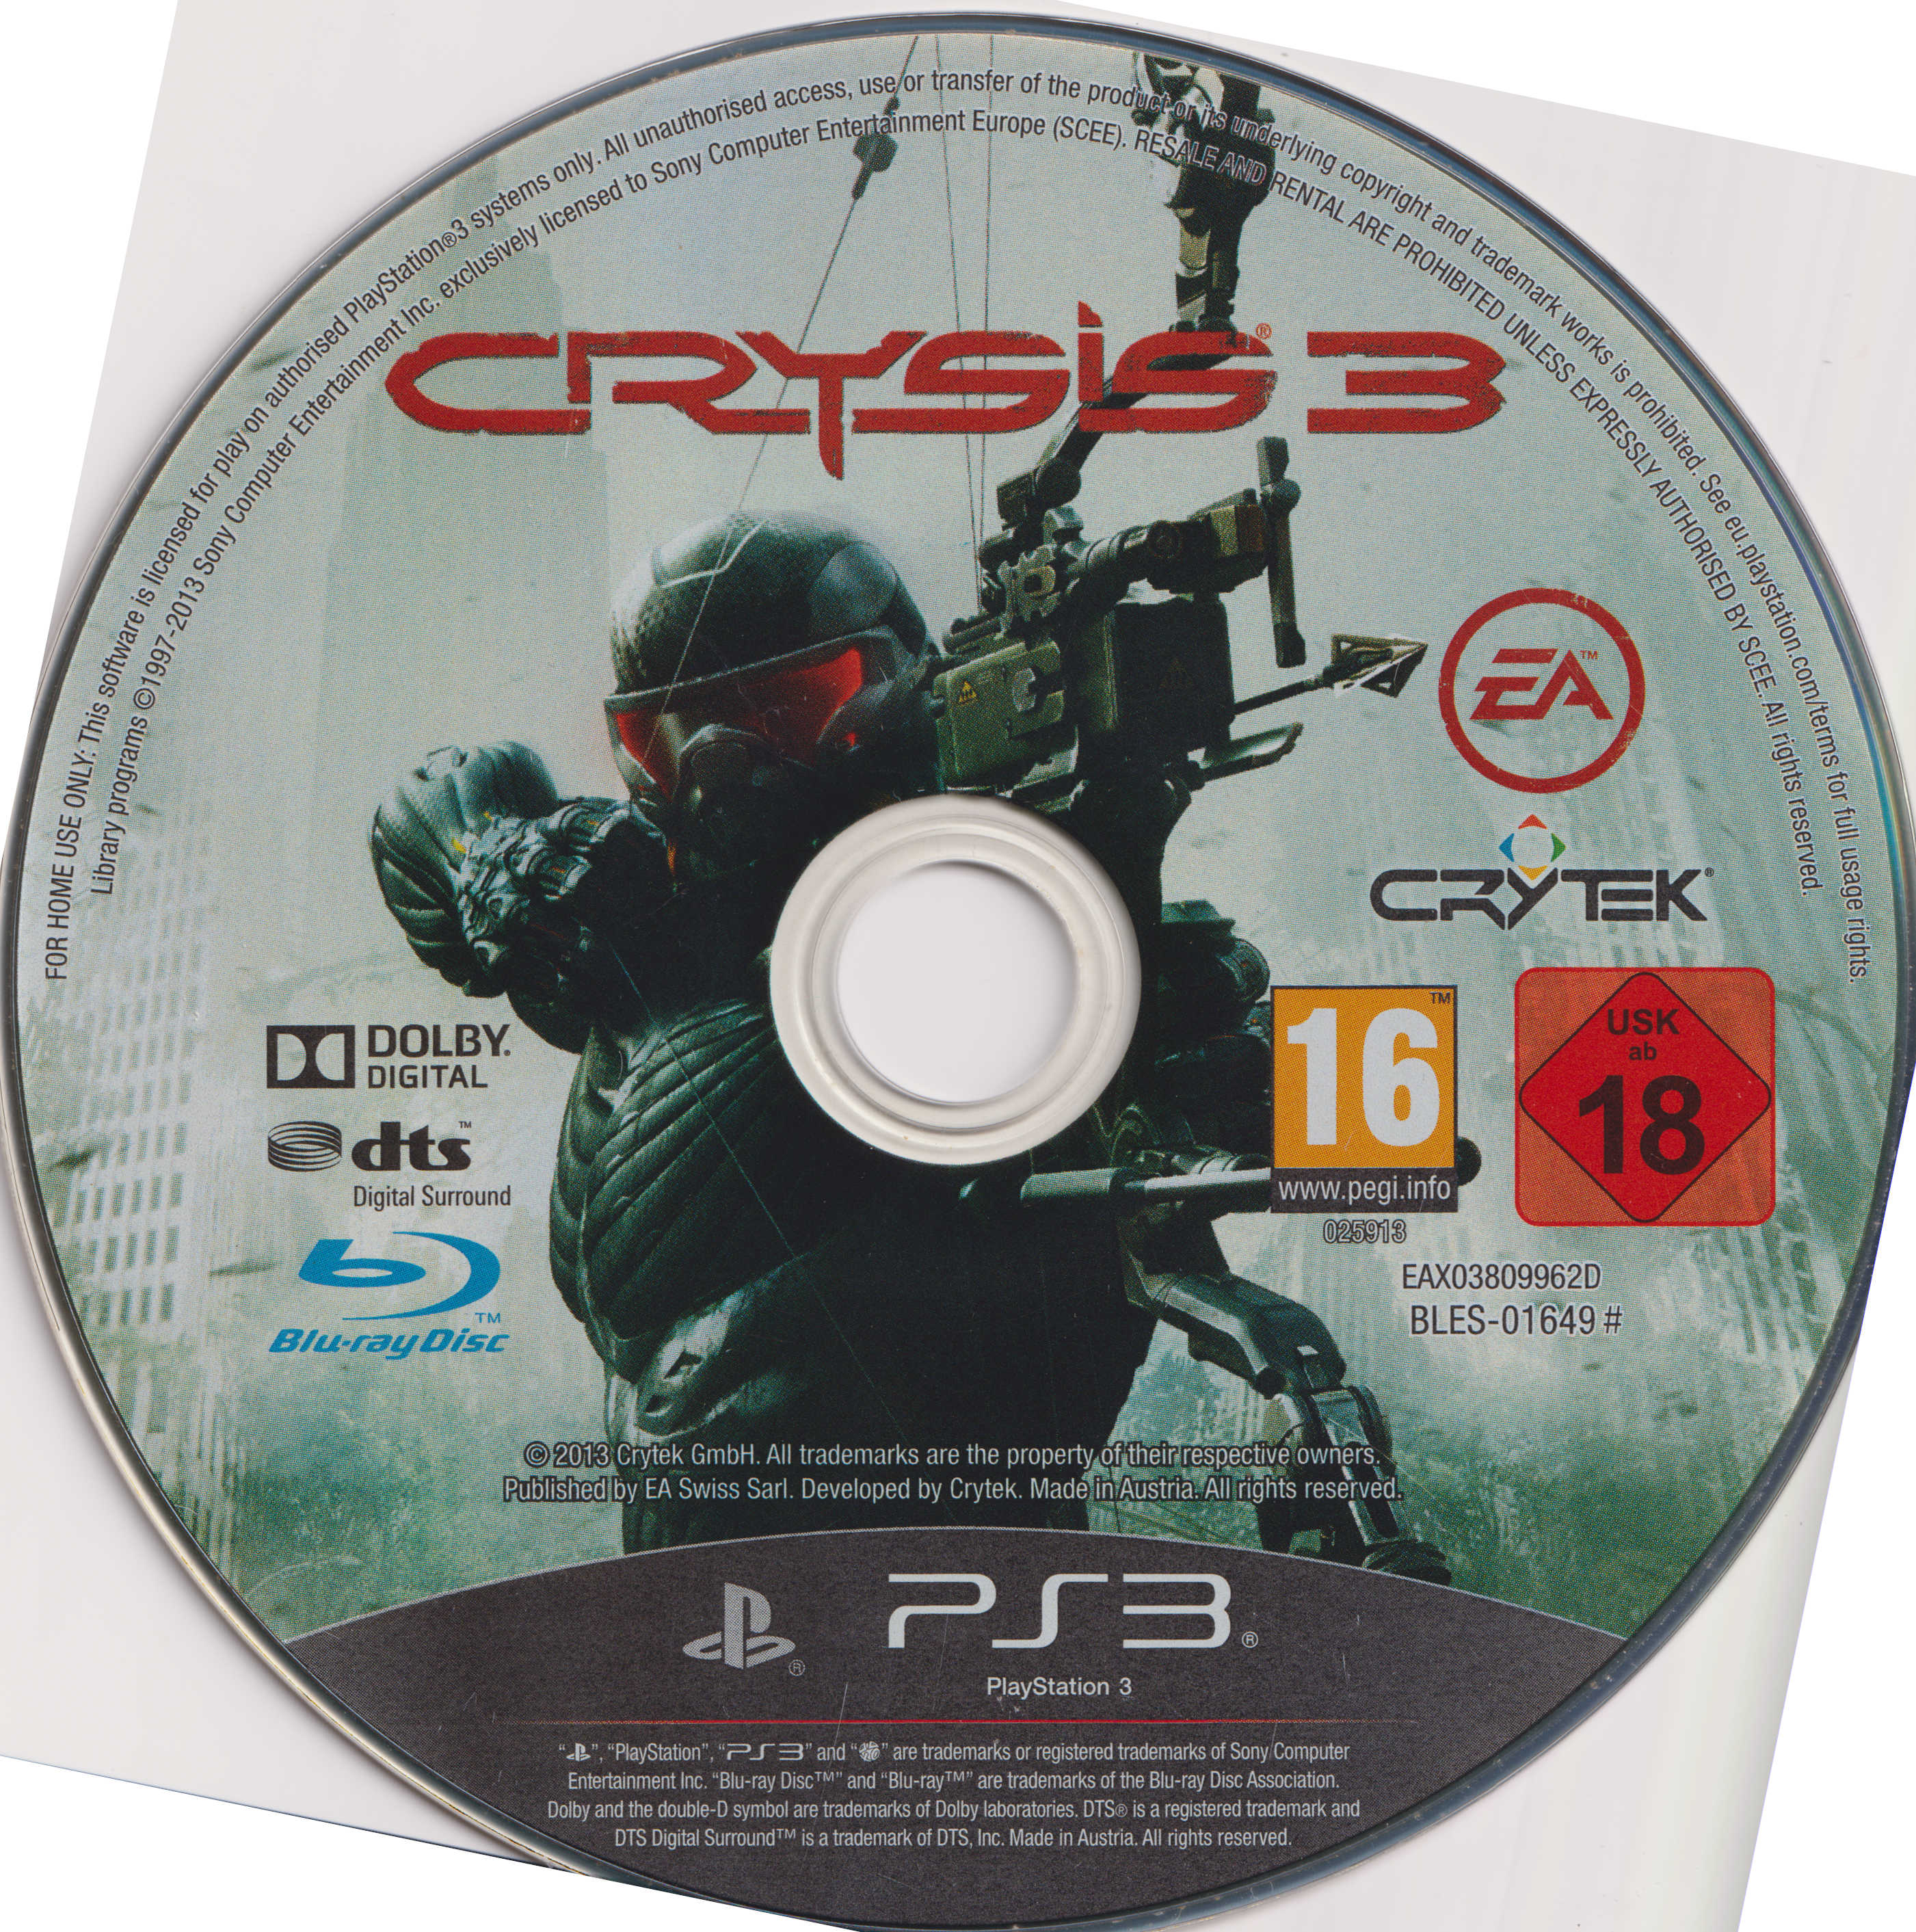 FOR HOME USE ONLY: This software is licensed for play on authorised PlayStation®3 systems only. All unauthorised access, use or transfer of the product or its underlying copyright and trademark works is prohibited. See eu.playstation.com/terms for full usage rights.
Library programs ©1997-2013 Sony Computer Entertainment Inc. exclusively licensed to Sony Computer Entertainment Europe (SCEE). RESALE AND RENTAL ARE PROHIBITED UNLESS EXPRESSLY AUTHORISED BY SCEE. All rights reserved.
CRYSIS® 3
EA™
CRYTEK®
DOLBY®
DIGITAL
dts™
Digital Surround
Blu-ray Disc™
16™
www.pegi.info
025913
USK
ab
18
EAX03809962D
BLES-01649 #
© 2013 Crytek GmbH. All trademarks are the property of their respective owners.
Published by EA Swiss Sarl. Developed by Crytek. Made in Austria. All rights reserved.
PS3®
PlayStation 3
“ ”, “PlayStation”, “PS3” and “ ” are trademarks or registered trademarks of Sony Computer
Entertainment Inc. “Blu-ray Disc™” and “Blu-ray™” are trademarks of the Blu-ray Disc Association.
Dolby and the double-D symbol are trademarks of Dolby laboratories. DTS® is a registered trademark and
DTS Digital Surround™ is a trademark of DTS, Inc. Made in Austria. All rights reserved.